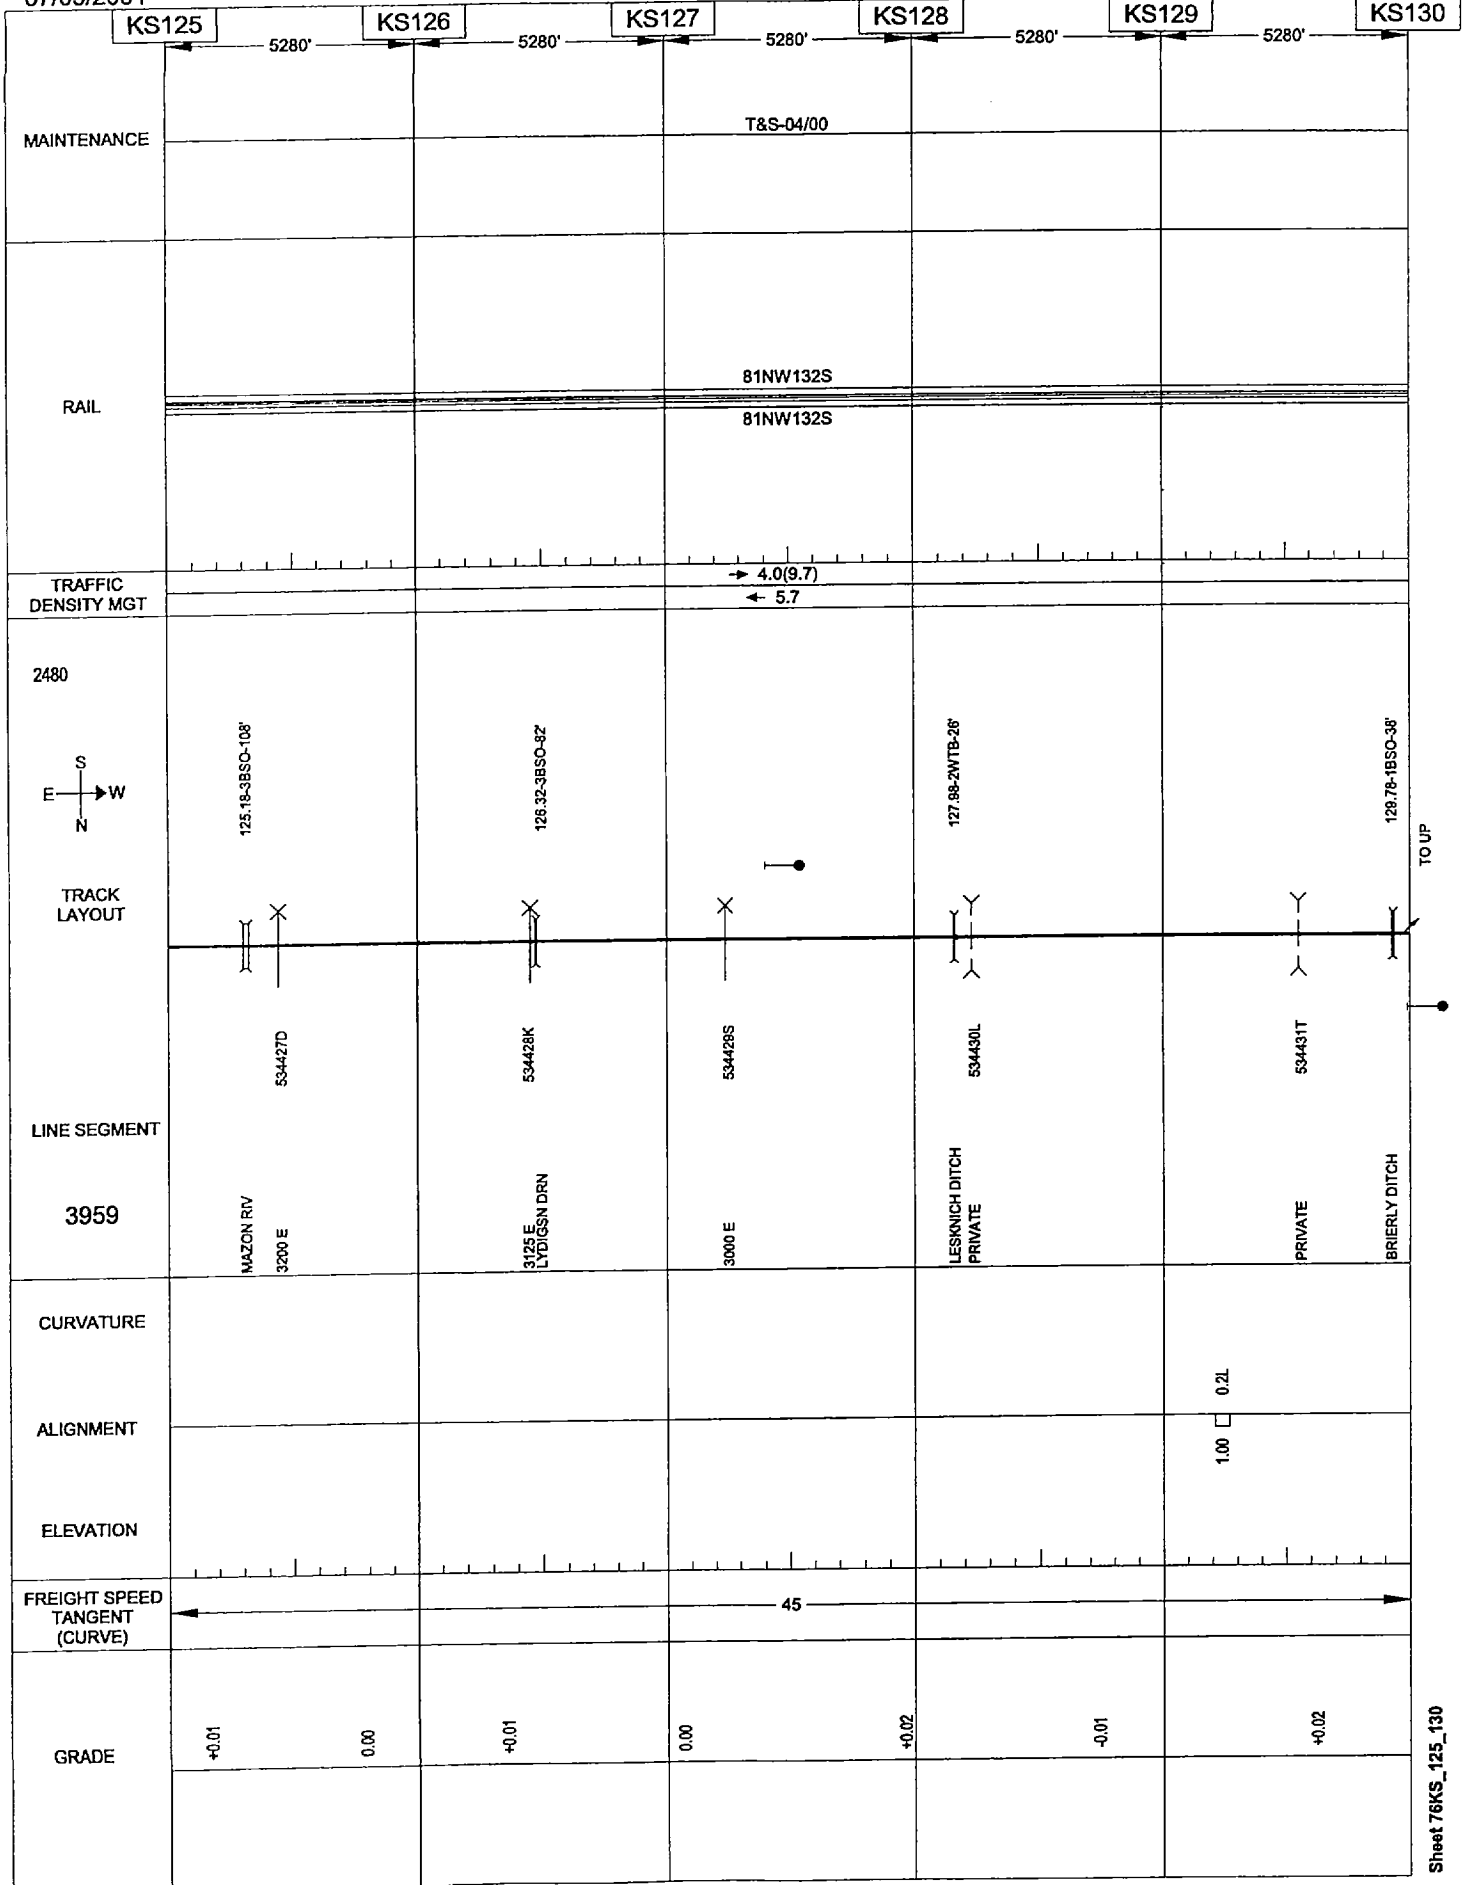 KS125 KS126 KS127 KS128 KS129 KS130
5280' 5280' 5280' 5280' 5280'
MAINTENANCE
T&S-04/00
RAIL
81NW132S
81NW132S
TRAFFIC
DENSITY MGT
→ 4.0(9.7)
← 5.7
2480
S
E W
N
125.18-3BSO-108'
126.32-3BSO-82'
127.98-2WTB-26'
129.78-1BSO-38'
TO UP
TRACK
LAYOUT
534427D
534428K
534429S
534430L
534431T
LINE SEGMENT
3959
MAZON RIV
3200 E
3125 E
LYDIGSN DRN
3000 E
LESKNICH DITCH
PRIVATE
PRIVATE
BRIERLY DITCH
CURVATURE
0.2L
ALIGNMENT
1.00
ELEVATION
FREIGHT SPEED
TANGENT
(CURVE)
45
GRADE
+0.01
0.00
+0.01
0.00
+0.02
-0.01
+0.02
Sheet 76KS_125_130